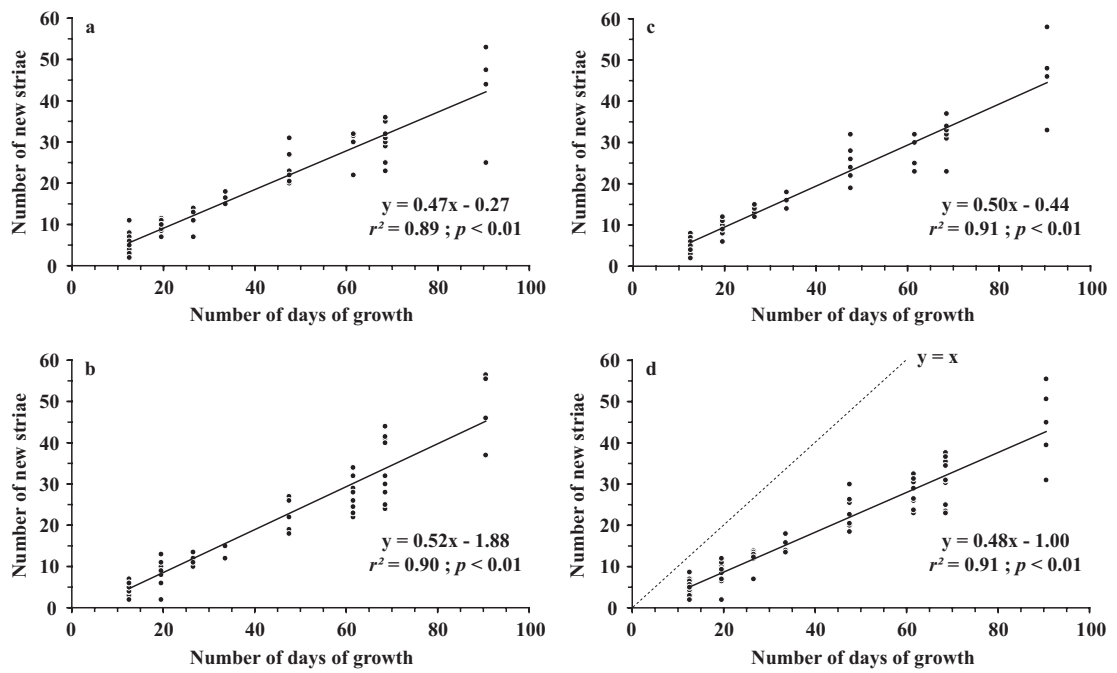 a
Number of new striae
60
50
40
30
20
10
0
y = 0.47x - 0.27
r² = 0.89 ; p < 0.01
0 20 40 60 80 100
Number of days of growth
c
Number of new striae
60
50
40
30
20
10
0
y = 0.50x - 0.44
r² = 0.91 ; p < 0.01
0 20 40 60 80 100
Number of days of growth
b
Number of new striae
60
50
40
30
20
10
0
y = 0.52x - 1.88
r² = 0.90 ; p < 0.01
0 20 40 60 80 100
Number of days of growth
d
y = x
Number of new striae
60
50
40
30
20
10
0
y = 0.48x - 1.00
r² = 0.91 ; p < 0.01
0 20 40 60 80 100
Number of days of growth